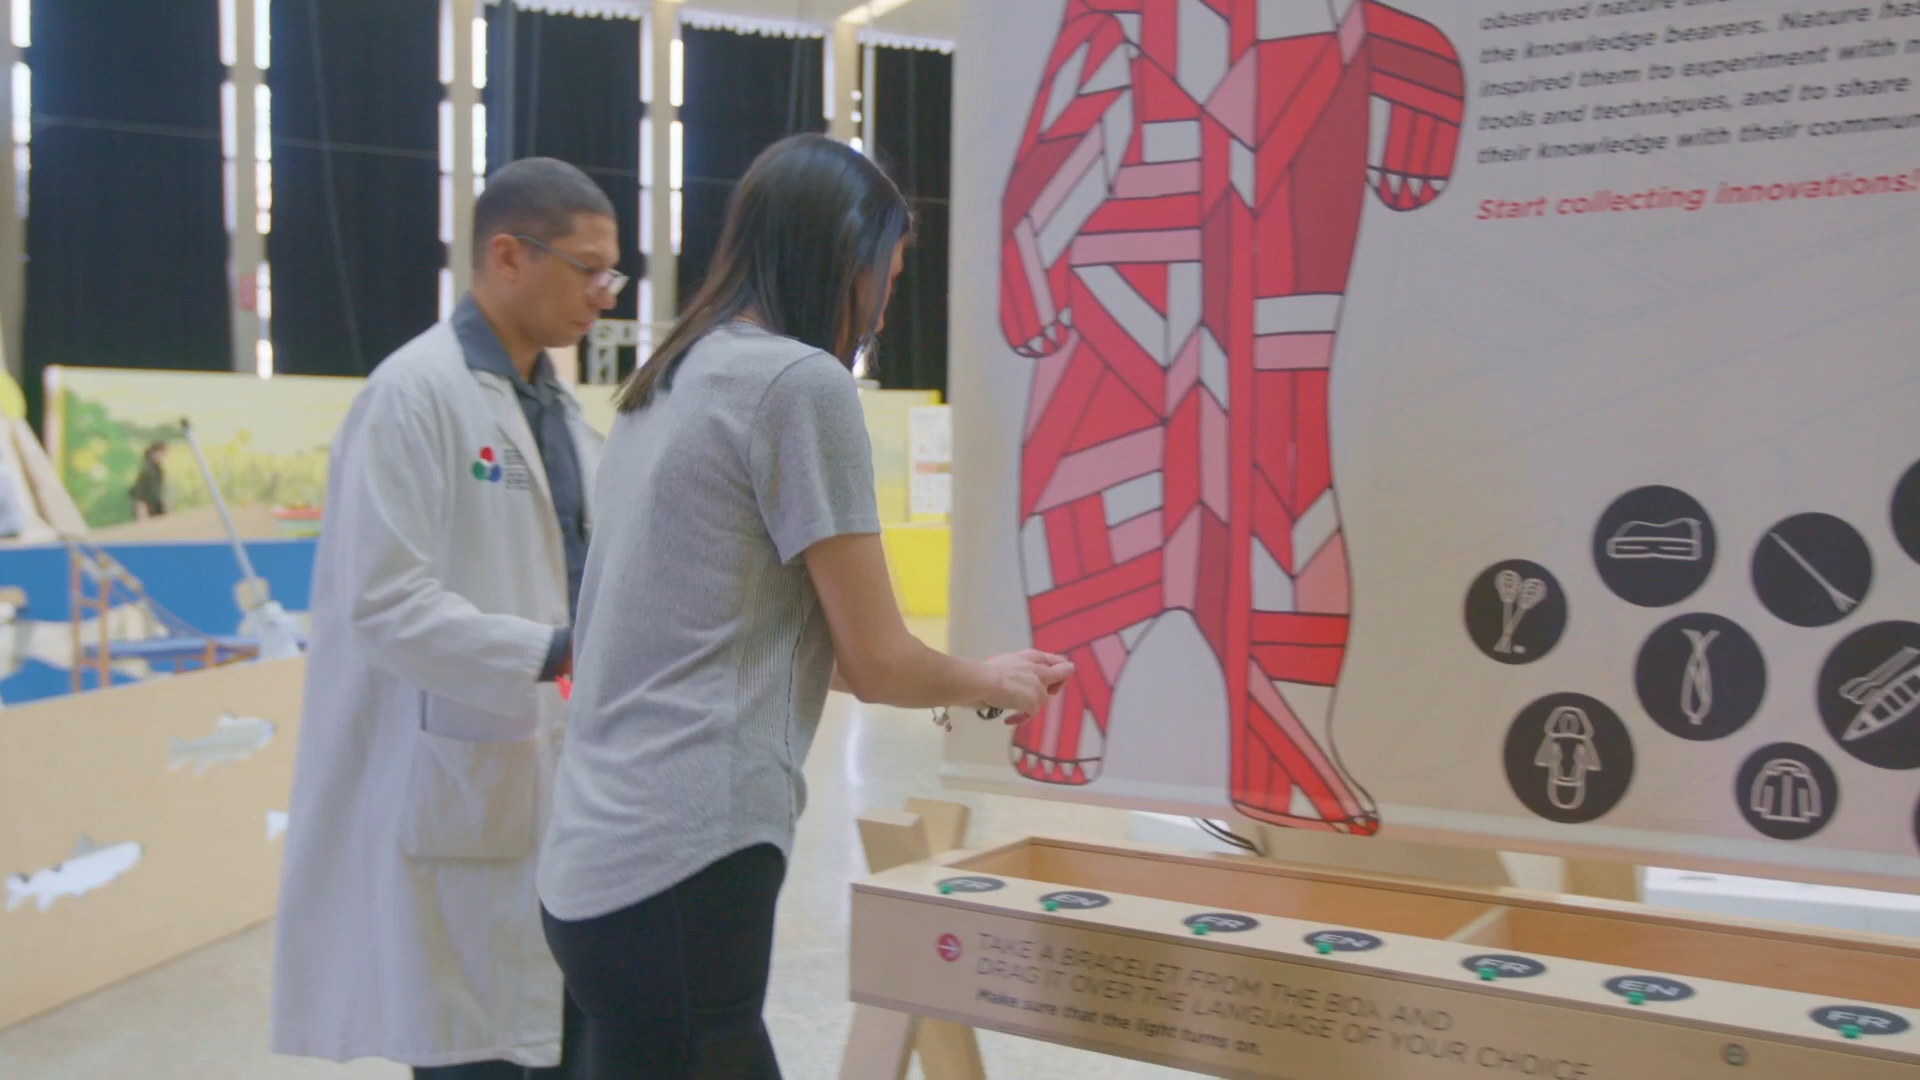 observed nature
the knowledge bearers. Nature has
inspired them to experiment with
tools and techniques, and to share
their knowledge with their
Start collecting innovations!
FR
EN
FR
EN
FR
EN
FR
TAKE A BRACELET FROM THE BOX AND
DRAG IT OVER THE LANGUAGE OF YOUR CHOICE
Make sure that the light turns on.